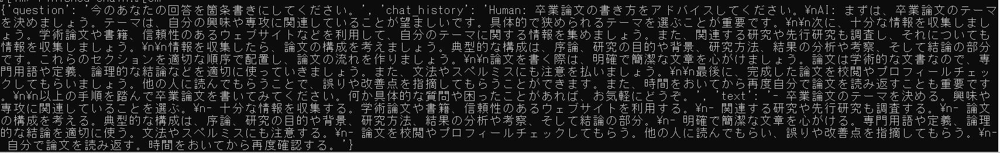 {'question': '今のあなたの回答を箇条書きにしてください。', 'chat_history': 'Human: 卒業論文の書き方をアドバイスしてください。¥nAI: まずは、卒業論文のテーマ
を決めましょう。テーマは、自分の興味や専攻に関連していることが望ましいです。具体的で狭められるテーマを選ぶことが重要です。¥n¥n次に、十分な情報を収集しまし
ょう。学術論文や書籍、信頼性のあるウェブサイトなどを利用して、自分のテーマに関する情報を集めましょう。また、関連する研究や先行研究も調査し、それについても
情報を収集しましょう。¥n¥n情報を収集したら、論文の構成を考えましょう。典型的な構成は、序論、研究の目的や背景、研究方法、結果の分析や考察、そして結論の部分
です。これらのセクションを適切な順序で配置し、論文の流れを作りましょう。¥n¥n論文を書く際は、明確で簡潔な文章を心がけましょう。論文は学術的な文書なので、専
門用語や定義、論理的な結論などを適切に使っていきましょう。また、文法やスペルミスにも注意を払いましょう。¥n¥n最後に、完成した論文を校閲やプロフィールチェッ
クしてもらいましょう。他の人に読んでもらうことで、誤りや改善点を指摘してもらうことができます。また、時間をおいてから再度自分で論文を読み返すことも重要です
。¥n¥n以上の手順を踏んで卒業論文を書いてみてください。何か具体的な質問や困ったことがあれば、お気軽にどうぞ。', 'text': '- 卒業論文のテーマを決める。興味や
専攻に関連していることを選ぶ。¥n- 十分な情報を収集する。学術論文や書籍、信頼性のあるウェブサイトを利用する。¥n- 関連する研究や先行研究も調査する。¥n- 論文
の構成を考える。典型的な構成は、序論、研究の目的や背景、研究方法、結果の分析や考察、そして結論の部分。¥n- 明確で簡潔な文章を心がける。専門用語や定義、論理
的な結論を適切に使う。文法やスペルミスにも注意する。¥n- 論文を校閲やプロフィールチェックしてもらう。他の人に読んでもらい、誤りや改善点を指摘してもらう。¥n-
自分で論文を読み返す。時間をおいてから再度確認する。'}